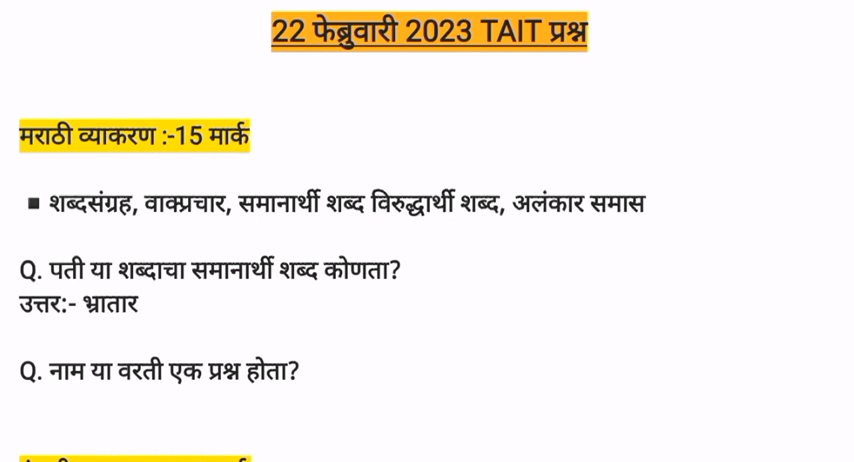 22 फेब्रुवारी 2023 TAIT प्रश्न
मराठी व्याकरण :-15 मार्क
▪ शब्दसंग्रह, वाक्प्रचार, समानार्थी शब्द विरुद्धार्थी शब्द, अलंकार समास
Q. पती या शब्दाचा समानार्थी शब्द कोणता?
उत्तर:- भ्रातार
Q. नाम या वरती एक प्रश्न होता?